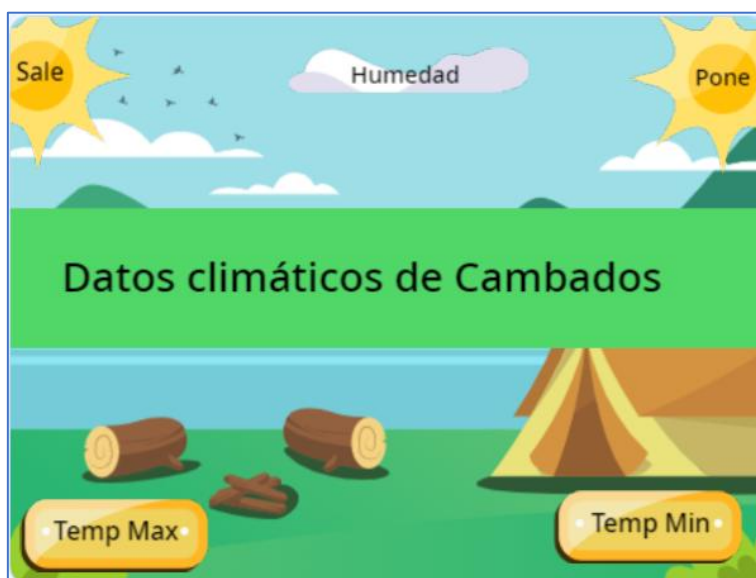 Sale
Humedad
Pone
Datos climáticos de Cambados
Temp Max
Temp Min